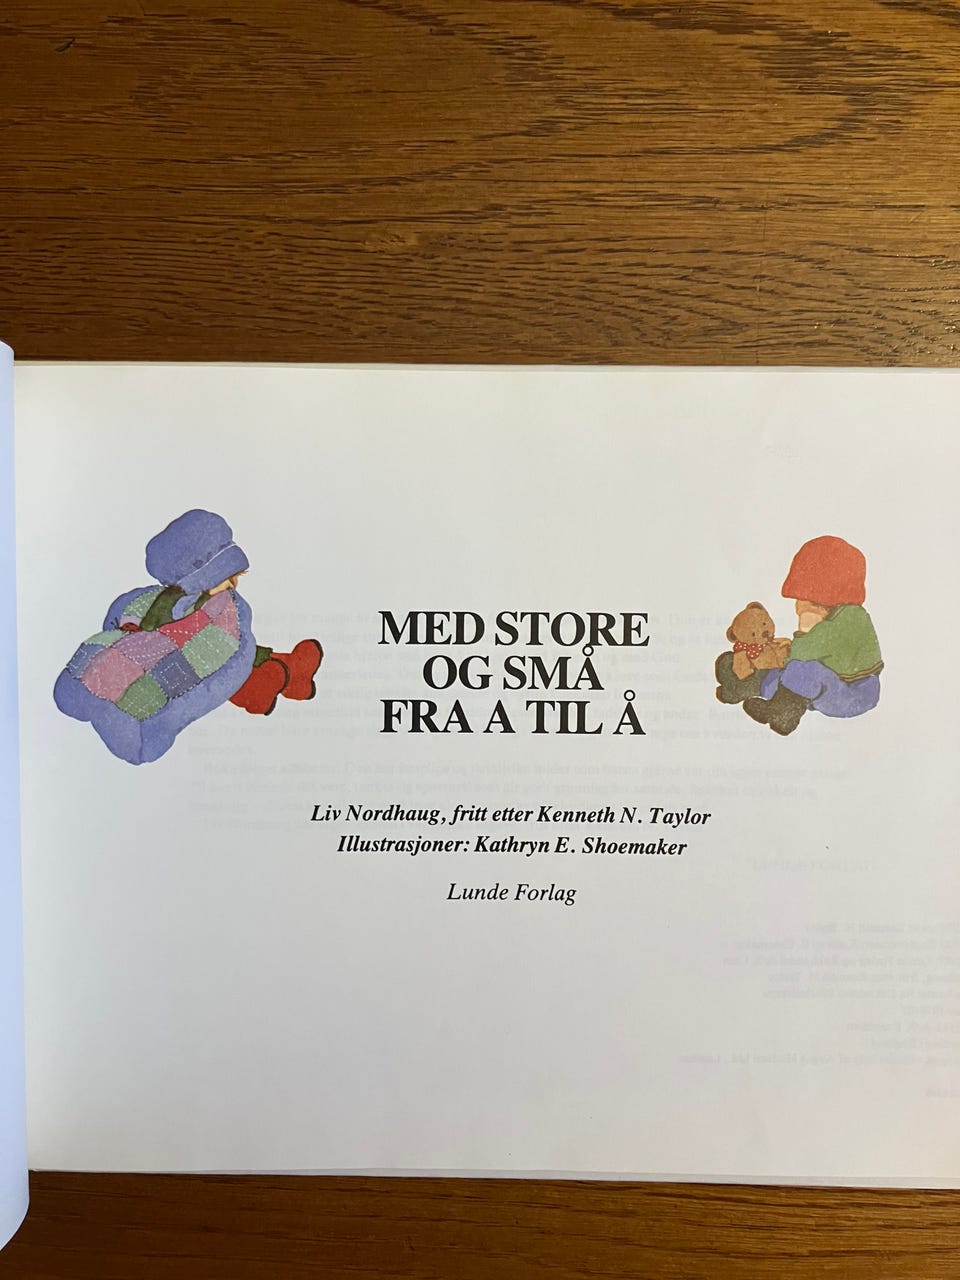 MED STORE
OG SMÅ
FRA A TIL Å
Liv Nordhaug, fritt etter Kenneth N. Taylor
Illustrasjoner: Kathryn E. Shoemaker
Lunde Forlag